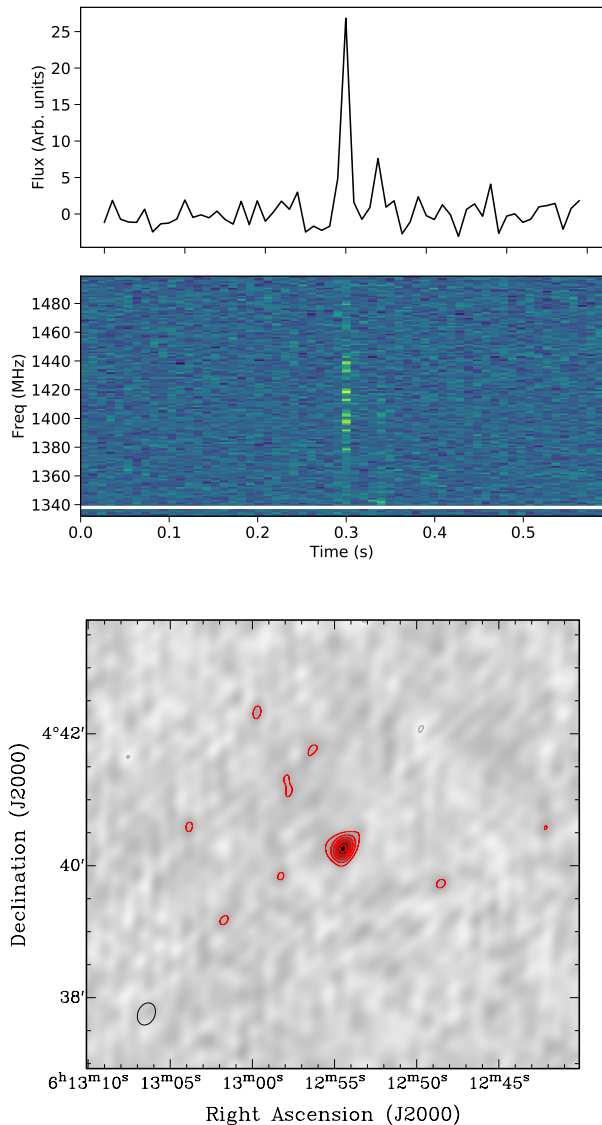 25
20
15
10
5
0
Flux (Arb. units)
1480
1460
1440
1420
1400
1380
1360
1340
Freq (MHz)
0.0 0.1 0.2 0.3 0.4 0.5
Time (s)
4°42′
40′
38′
Declination (J2000)
6ʰ13ᵐ10ˢ 13ᵐ05ˢ 13ᵐ00ˢ 12ᵐ55ˢ 12ᵐ50ˢ 12ᵐ45ˢ
Right Ascension (J2000)